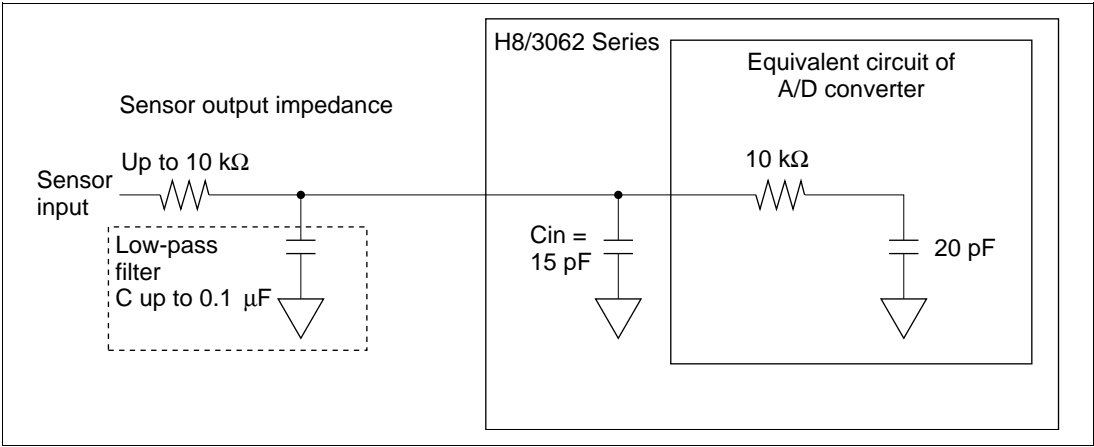 H8/3062 Series
Equivalent circuit of
A/D converter
Sensor output impedance
Up to 10 kΩ
Sensor
input
10 kΩ
Low-pass
filter
C up to 0.1 μF
Cin =
15 pF
20 pF